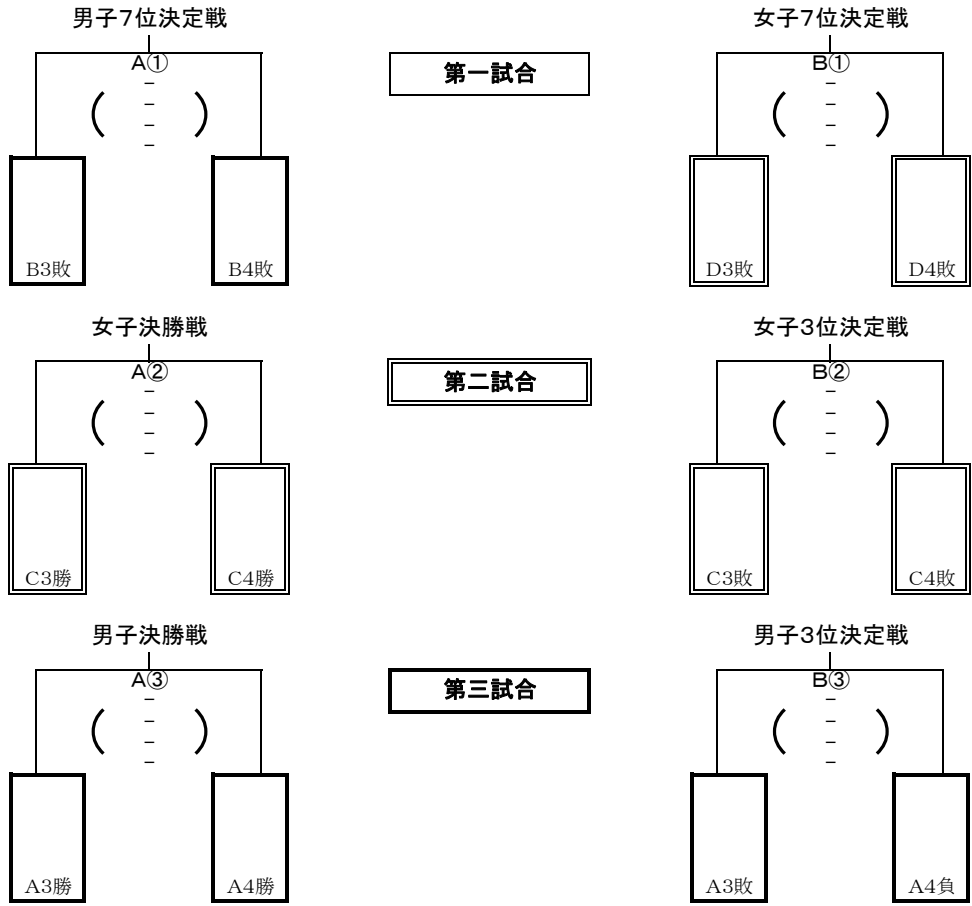 男子7位決定戦
女子7位決定戦
A①
第一試合
B①
( - )
-
-
-
( - )
-
-
-
B3敗
B4敗
D3敗
D4敗
女子決勝戦
女子3位決定戦
A②
第二試合
B②
( - )
-
-
-
( - )
-
-
-
C3勝
C4勝
C3敗
C4敗
男子決勝戦
男子3位決定戦
A③
第三試合
B③
( - )
-
-
-
( - )
-
-
-
A3勝
A4勝
A3敗
A4負